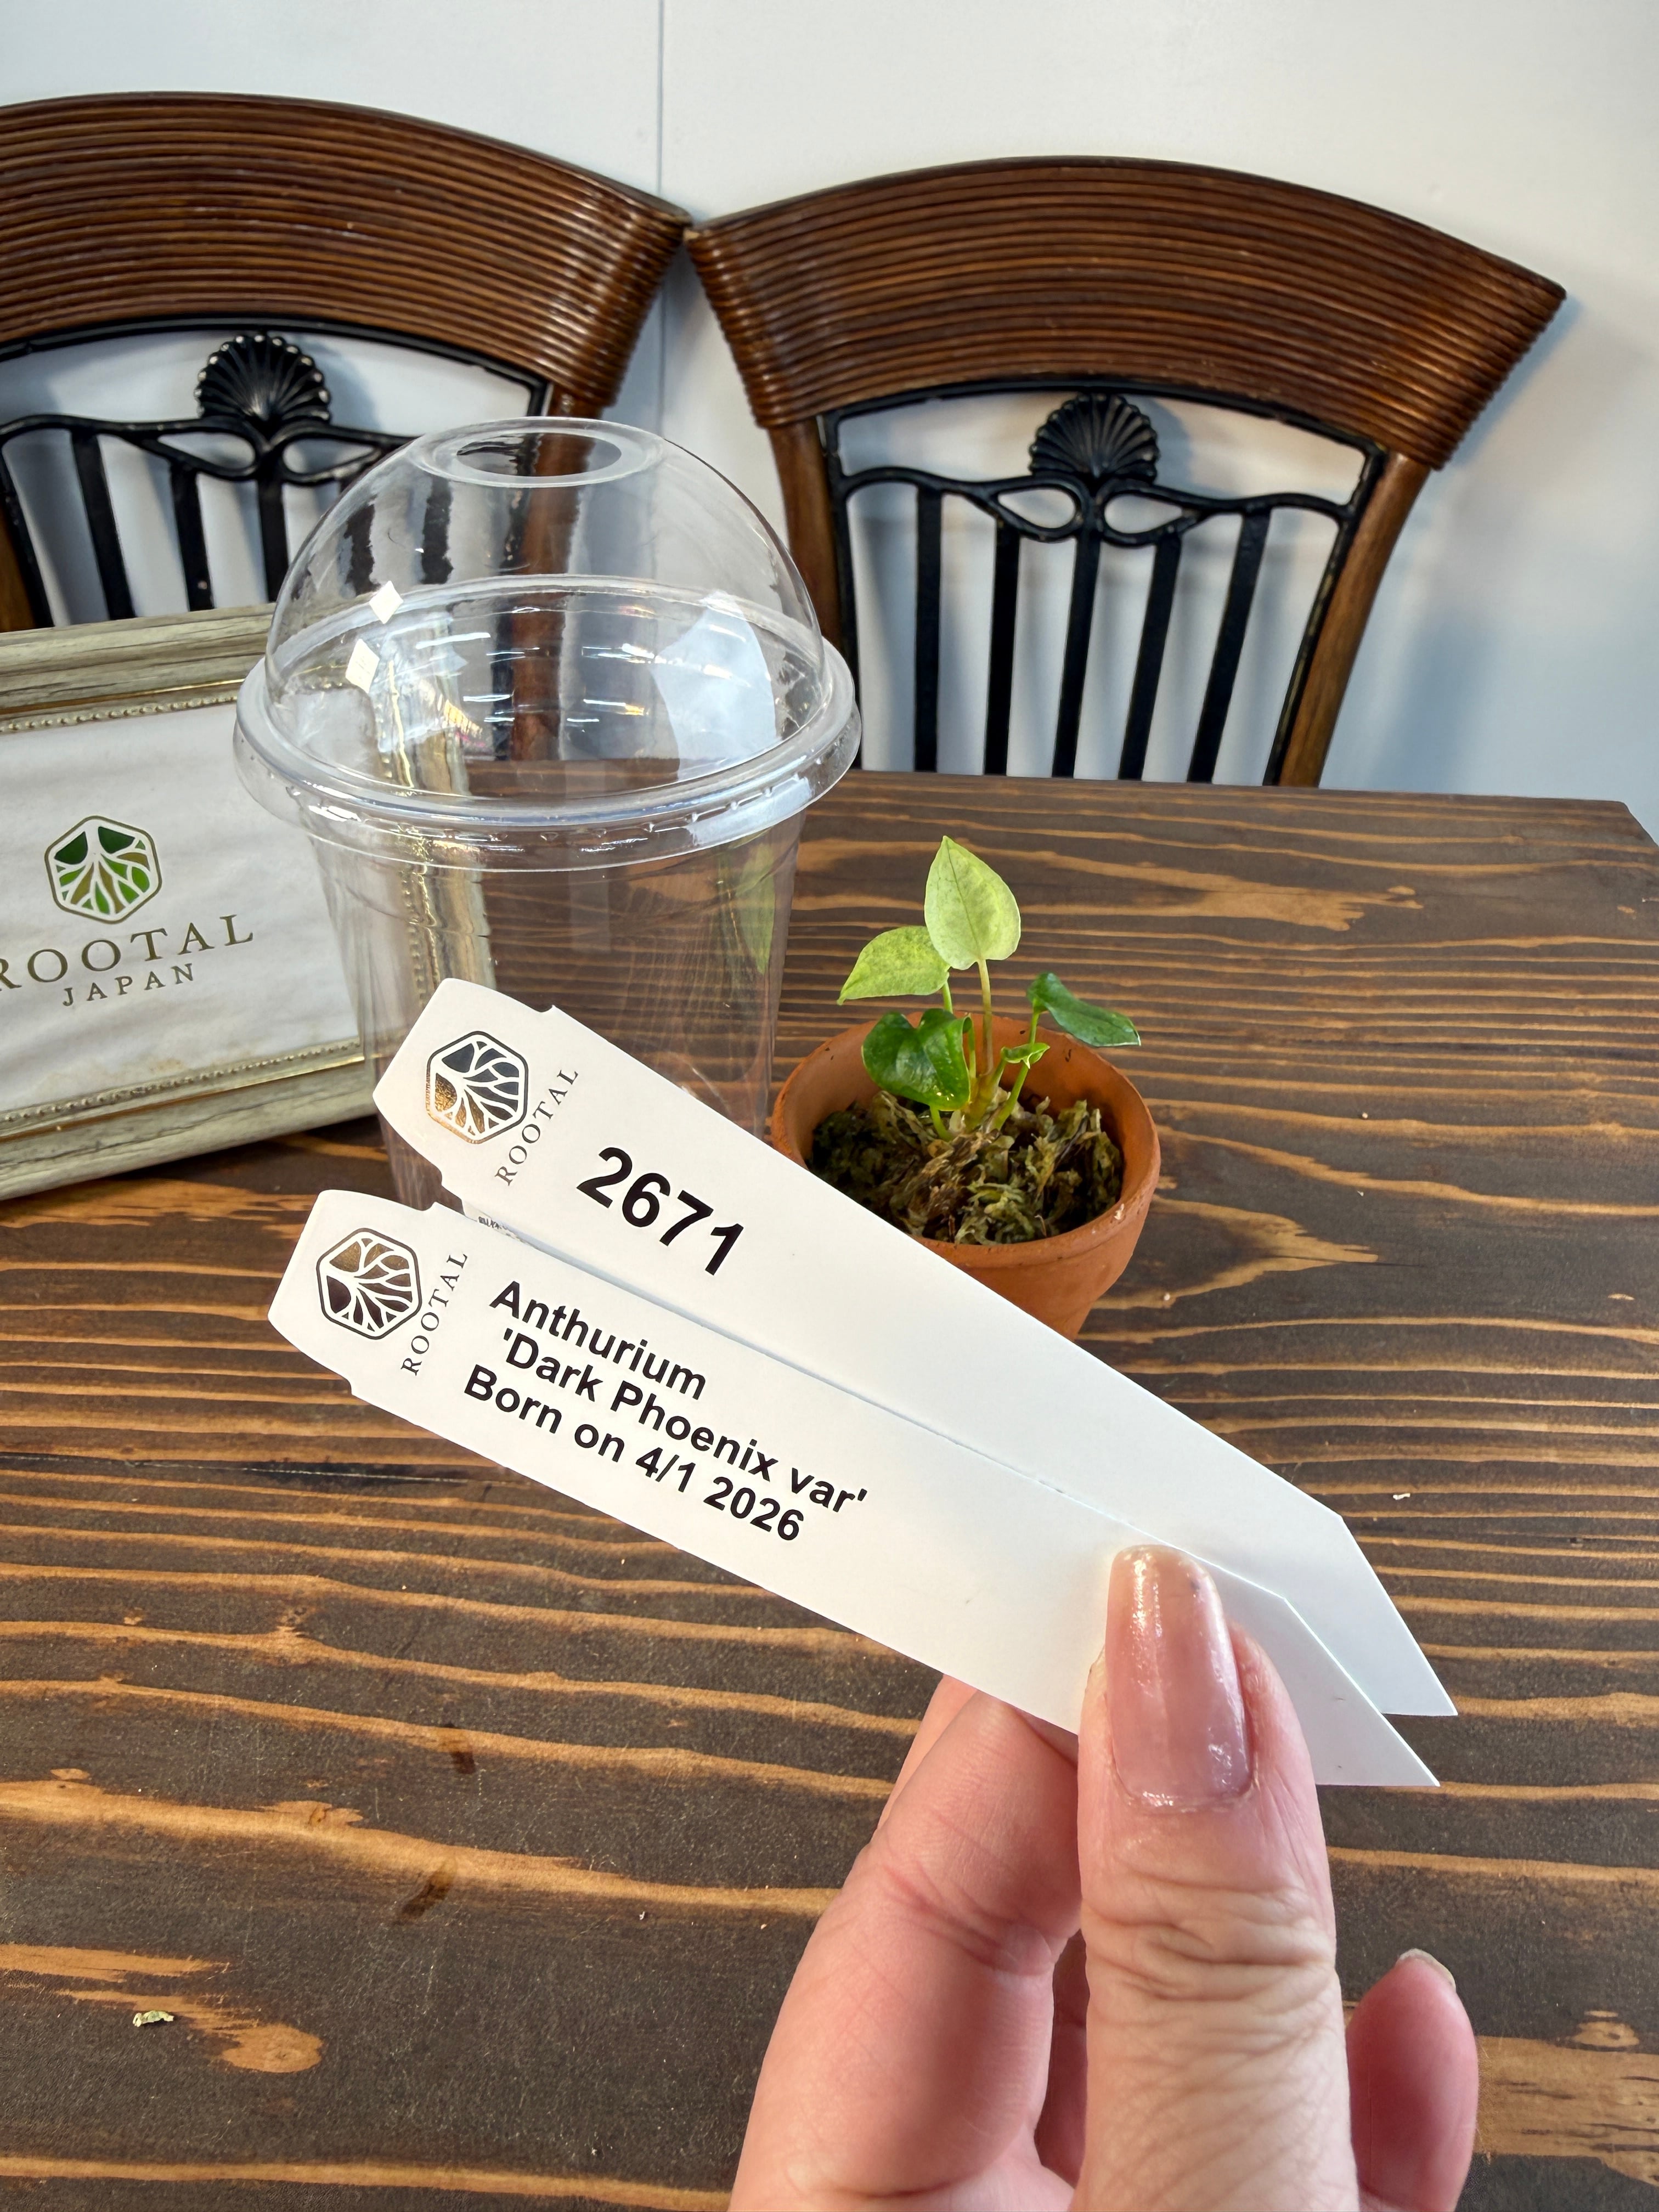 ROOTAL
JAPAN
ROOTAL
2671
ROOTAL
Anthurium
'Dark Phoenix var'
Born on 4/1 2026